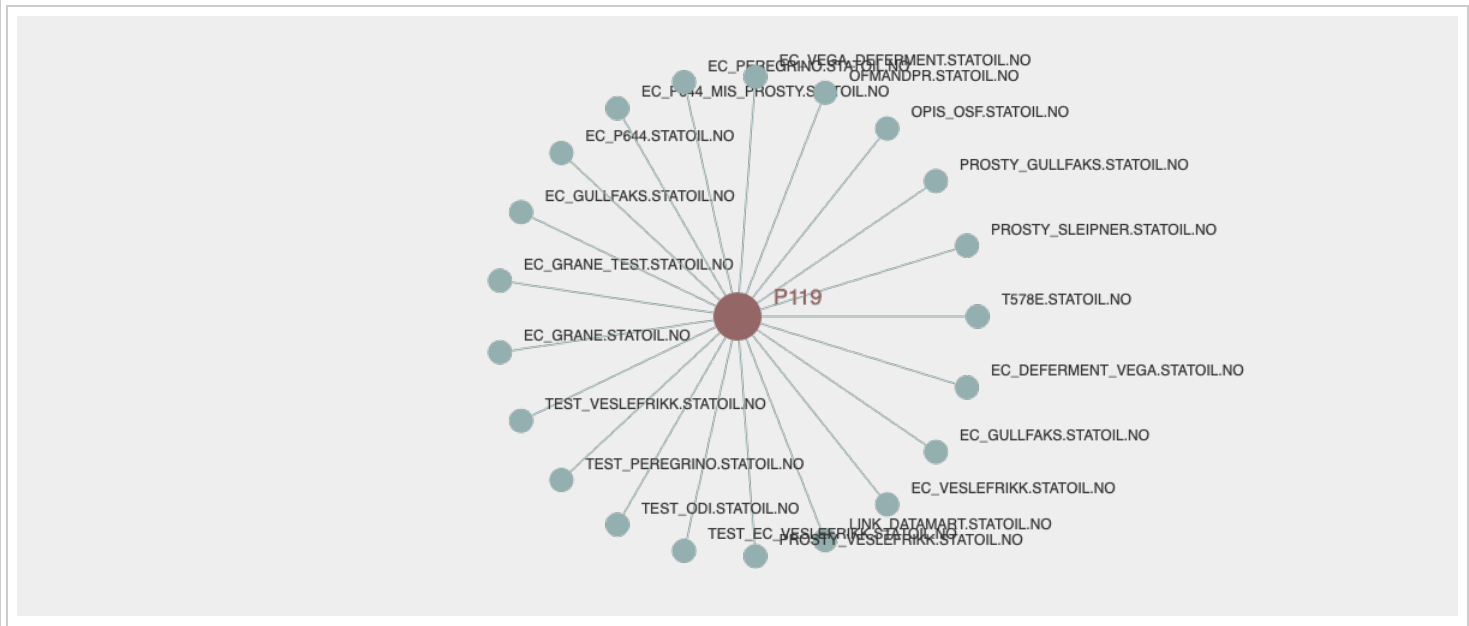 EC_VEGA_DEFERMENT.STATOIL.NO
EC_PEREGRINO.STATOIL.NO
OFMANDPR.STATOIL.NO
EC_P644_MIS_PROSTY.STATOIL.NO
OPIS_OSF.STATOIL.NO
EC_P644.STATOIL.NO
PROSTY_GULLFAKS.STATOIL.NO
EC_GULLFAKS.STATOIL.NO
PROSTY_SLEIPNER.STATOIL.NO
EC_GRANE_TEST.STATOIL.NO
P119
T578E.STATOIL.NO
EC_GRANE.STATOIL.NO
EC_DEFERMENT_VEGA.STATOIL.NO
TEST_VESLEFRIKK.STATOIL.NO
EC_GULLFAKS.STATOIL.NO
TEST_PEREGRINO.STATOIL.NO
EC_VESLEFRIKK.STATOIL.NO
TEST_ODI.STATOIL.NO
LINK_DATAMART.STATOIL.NO
TEST_EC_VESLEFRIKK.STATOIL.NO
PROSTY_VESLEFRIKK.STATOIL.NO